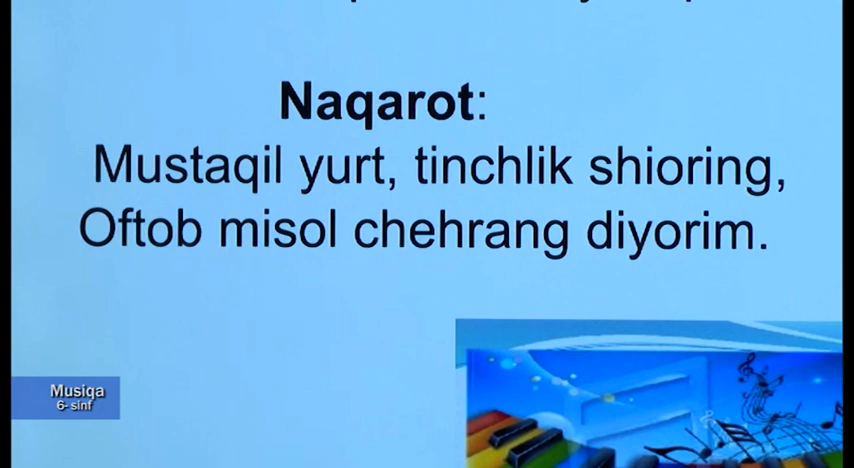 Naqarot:
Mustaqil yurt, tinchlik shioring,
Oftob misol chehrang diyorim.
Musiqa
6- sinf